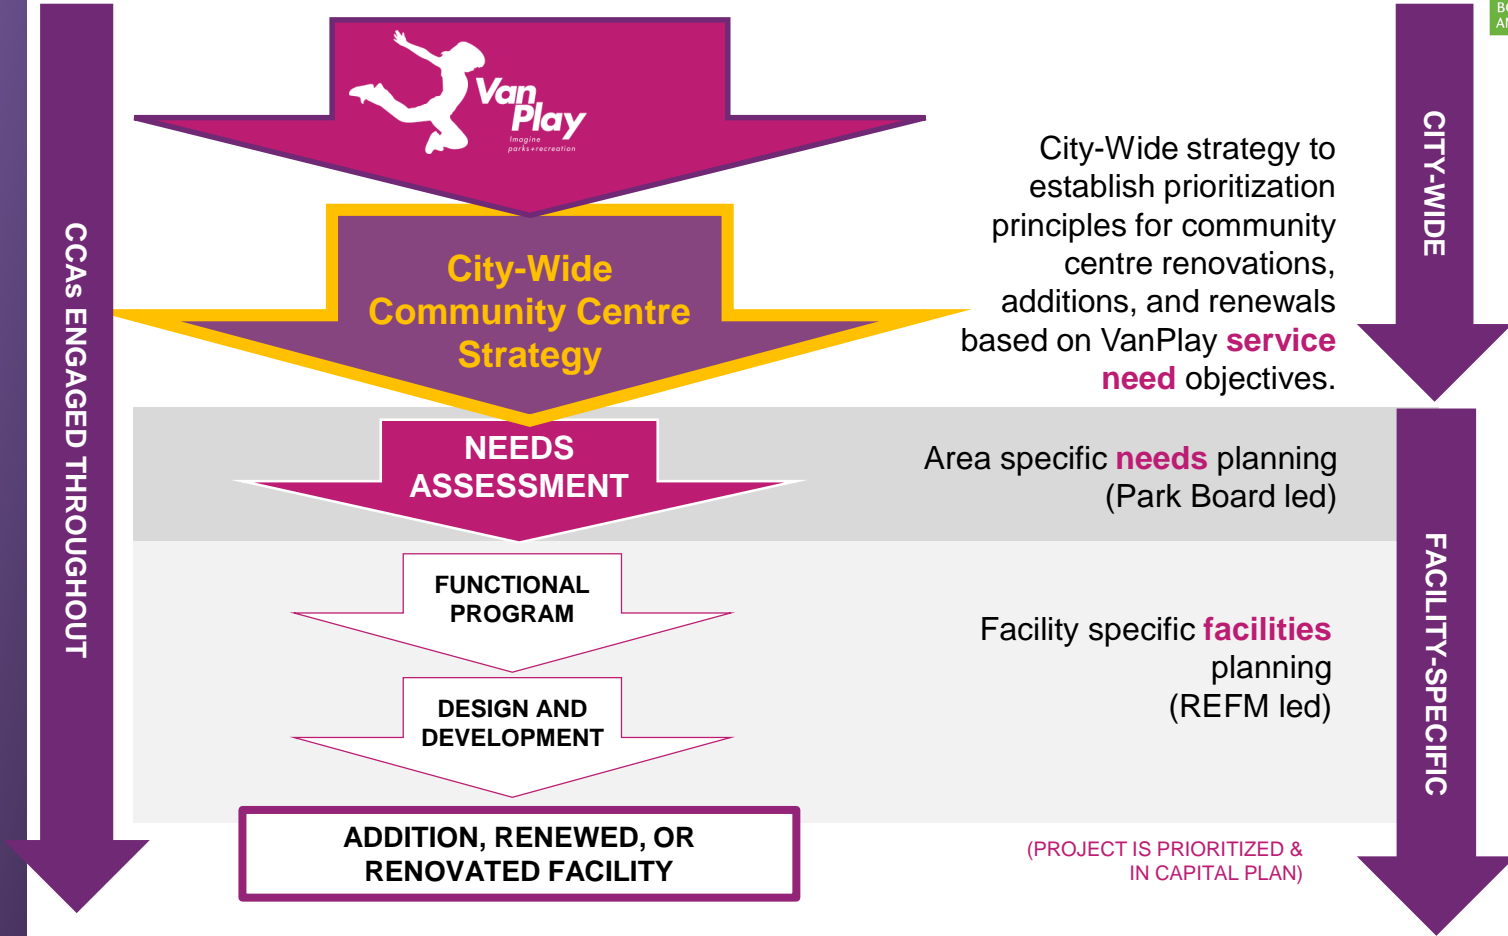 CCAs ENGAGED THROUGHOUT
Van
Play
Imagine
parks+recreation
City-Wide
Community Centre
Strategy
City-Wide strategy to
establish prioritization
principles for community
centre renovations,
additions, and renewals
based on VanPlay service
need objectives.
CITY-WIDE
NEEDS
ASSESSMENT
Area specific needs planning
(Park Board led)
FUNCTIONAL
PROGRAM
DESIGN AND
DEVELOPMENT
Facility specific facilities
planning
(REFM led)
FACILITY-SPECIFIC
ADDITION, RENEWED, OR
RENOVATED FACILITY
(PROJECT IS PRIORITIZED &
IN CAPITAL PLAN)